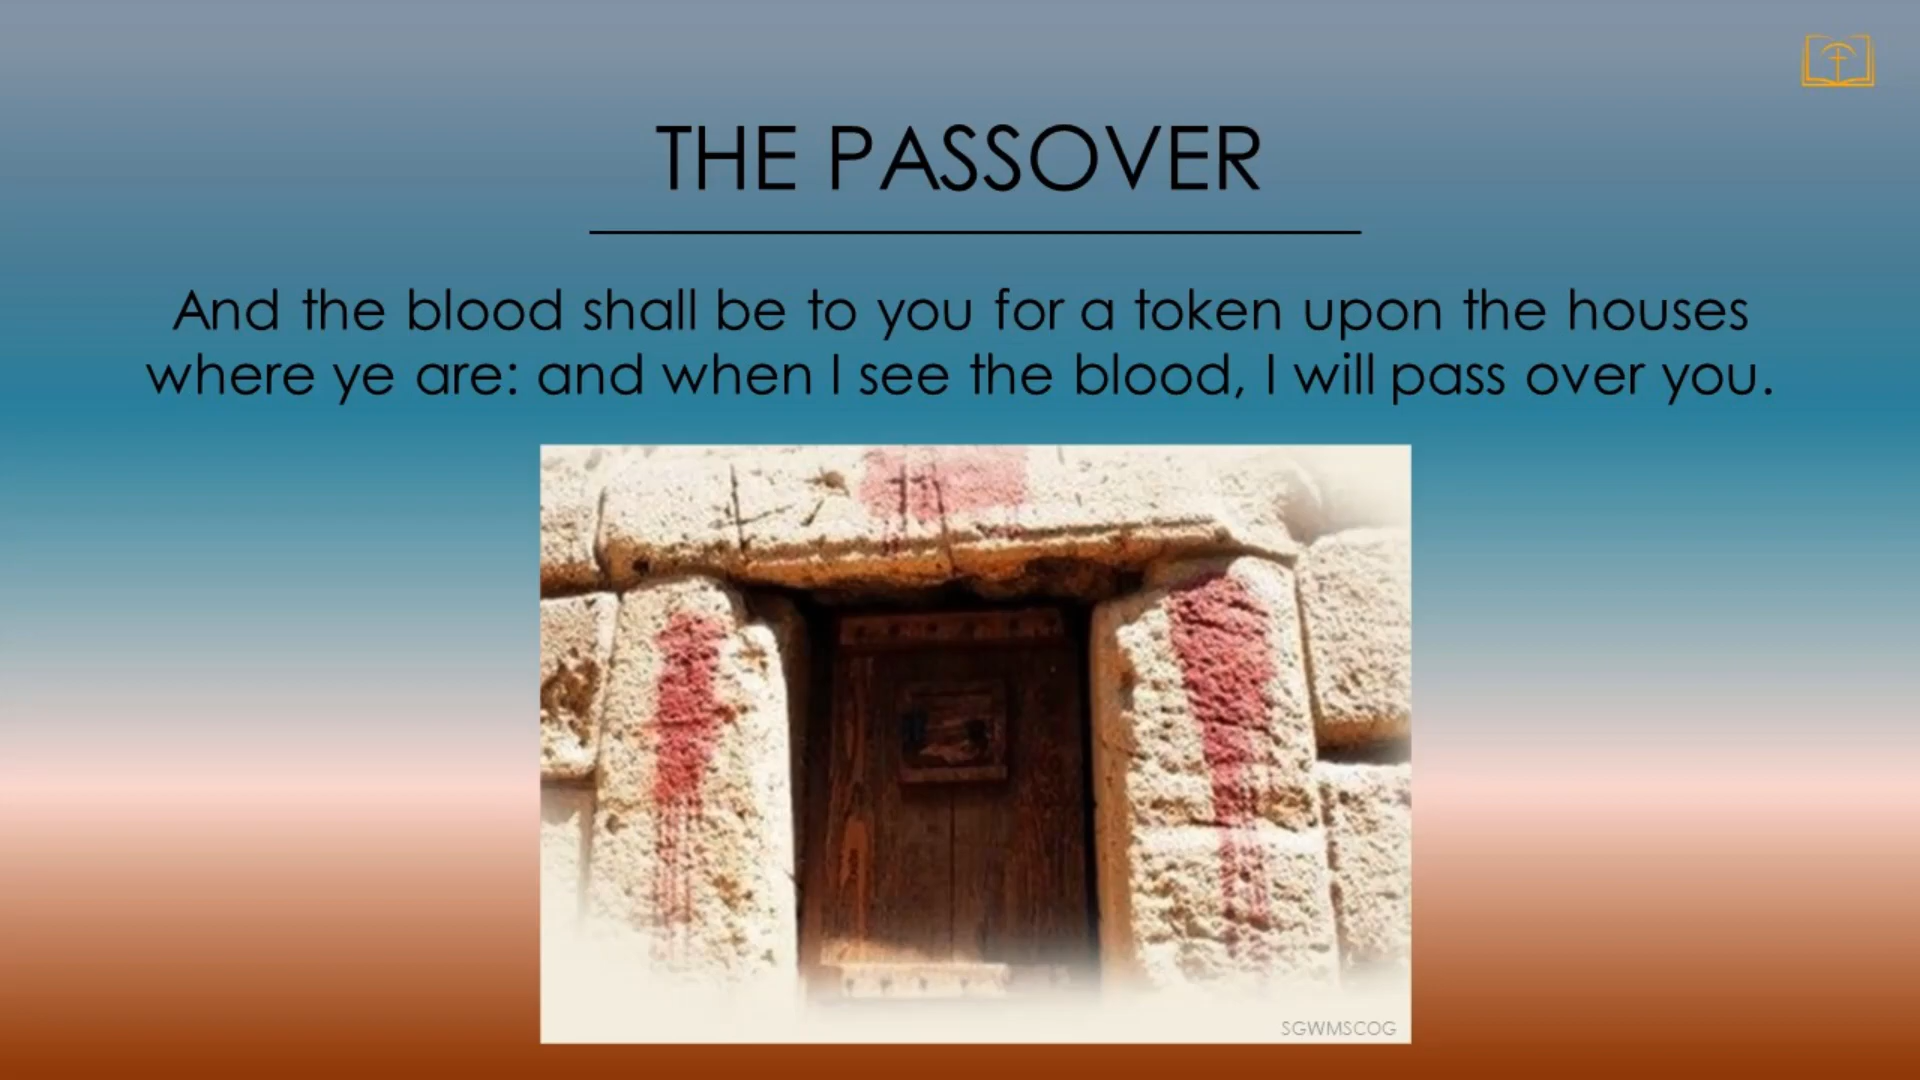 THE PASSOVER
And the blood shall be to you for a token upon the houses
where ye are: and when I see the blood, I will pass over you.
SGWMSCOG